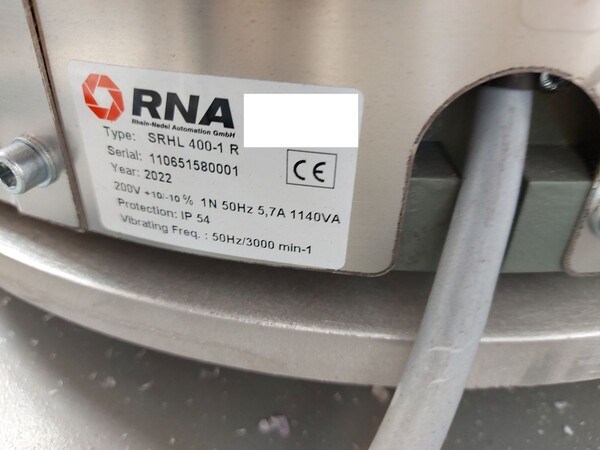 RNA
Rhein-Nadel Automation GmbH
Type: SRHL 400-1 R
Serial: 110651580001
Year: 2022
200V +10/-10 % 1N 50Hz 5,7A 1140VA
Protection: IP 54
Vibrating Freq. : 50Hz/3000 min-1
CE